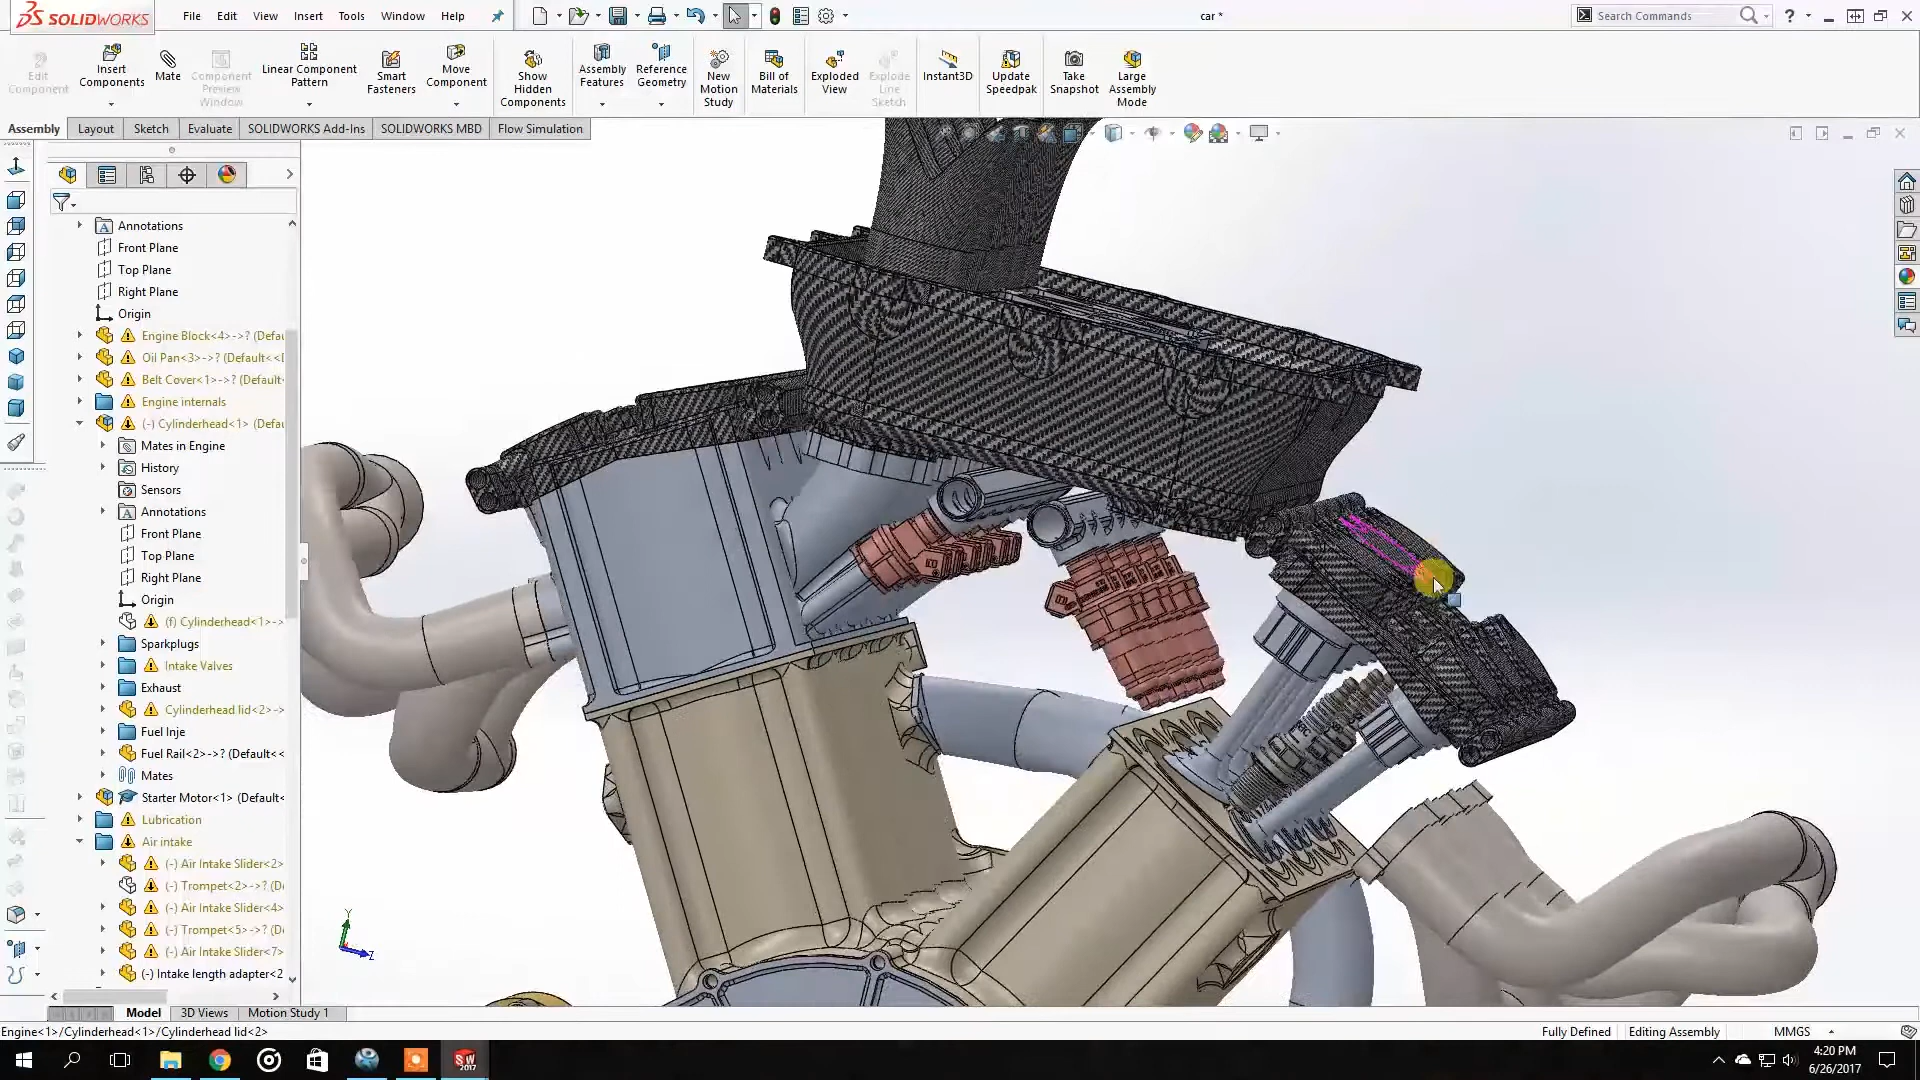 SOLIDWORKS
File Edit View Insert Tools Window Help
car *
Search Commands
Edit Component
Insert Components
Mate
Component Preview Window
Linear Component Pattern
Smart Fasteners
Move Component
Show Hidden Components
Assembly Features
Reference Geometry
New Motion Study
Bill of Materials
Exploded View
Explode Line Sketch
Instant3D
Update Speedpak
Take Snapshot
Large Assembly Mode
Assembly Layout Sketch Evaluate SOLIDWORKS Add-Ins SOLIDWORKS MBD Flow Simulation
Annotations
Front Plane
Top Plane
Right Plane
Origin
Engine Block<4>->? (Defau
Oil Pan<3>->? (Default<<D
Belt Cover<1>->? (Default<
Engine internals
(-) Cylinderhead<1> (Defau
Mates in Engine
History
Sensors
Annotations
Front Plane
Top Plane
Right Plane
Origin
(f) Cylinderhead<1>->
Sparkplugs
Intake Valves
Exhaust
Cylinderhead lid<2>->
Fuel Inje
Fuel Rail<2>->? (Default<<
Mates
Starter Motor<1> (Default<
Lubrication
Air intake
(-) Air Intake Slider<2>
(-) Trompet<2>->? (De
(-) Air Intake Slider<4>
(-) Trompet<5>->? (De
(-) Air Intake Slider<7>
(-) Intake length adapter<2
Y
Z
Model 3D Views Motion Study 1
Engine<1>/Cylinderhead<1>/Cylinderhead lid<2>
Fully Defined Editing Assembly MMGS
SW 2017
4:20 PM
6/26/2017